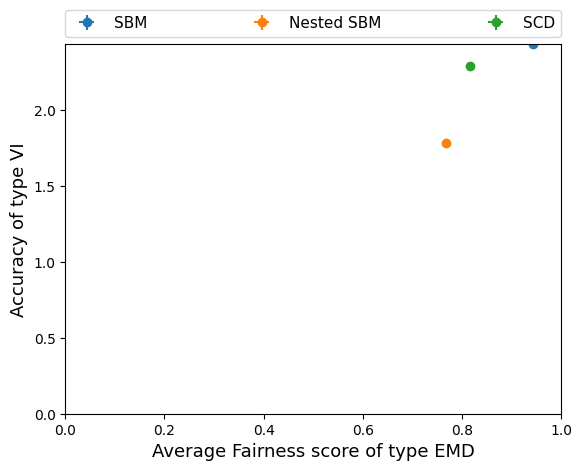 SBM Nested SBM SCD
2.0
1.5
1.0
0.5
0.0
0.0 0.2 0.4 0.6 0.8 1.0
Accuracy of type VI
Average Fairness score of type EMD